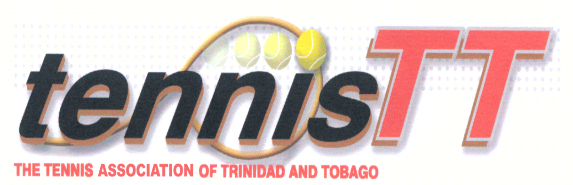 tennisTT
THE TENNIS ASSOCIATION OF TRINIDAD AND TOBAGO